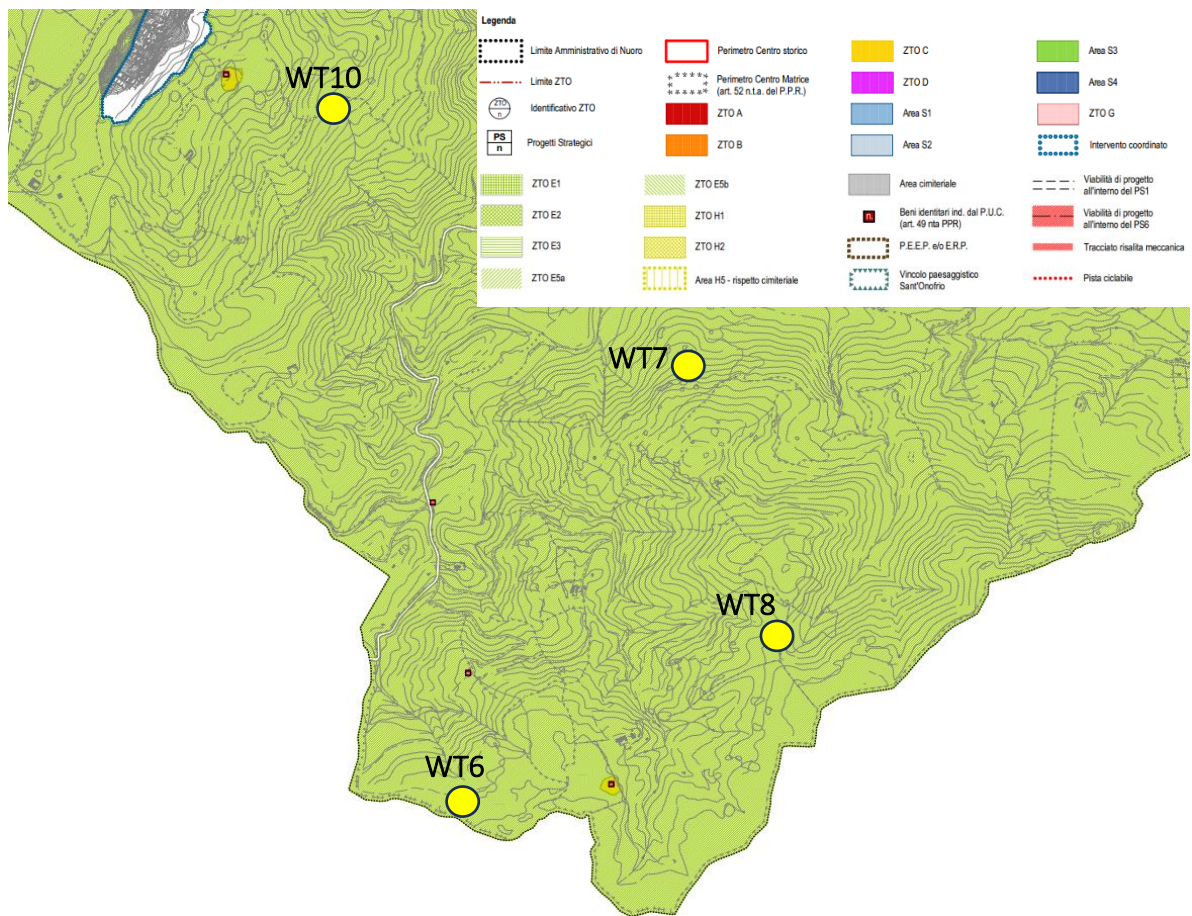 Legenda
Limite Amministrativo di Nuoro
Limite ZTO
ZTO
n
Identificativo ZTO
PS
n
Progetti Strategici
ZTO E1
ZTO E2
ZTO E3
ZTO E5a
Perimetro Centro storico
Perimetro Centro Matrice
(art. 52 n.t.a. del P.P.R.)
ZTO A
ZTO B
ZTO E5b
ZTO H1
ZTO H2
Area H5 - rispetto cimiteriale
ZTO C
ZTO D
Area S1
Area S2
Area cimiteriale
n.
Beni identitari ind. dal P.U.C.
(art. 49 nta PPR)
P.E.E.P. e/o E.R.P.
Vincolo paesaggistico
Sant'Onofrio
Area S3
Area S4
ZTO G
Intervento coordinato
Viabilità di progetto
all'interno del PS1
Viabilità di progetto
all'interno del PS6
Tracciato risalita meccanica
Pista ciclabile
WT10
WT7
WT8
WT6